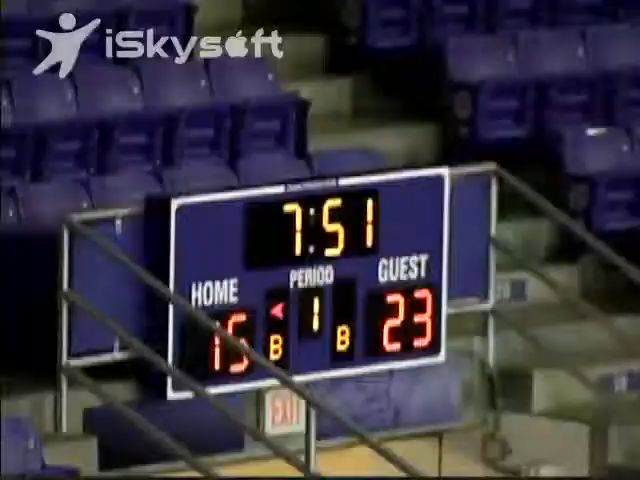 iSkysoft
7:51
HOME PERIOD GUEST
15 B 1 B 23
EXIT